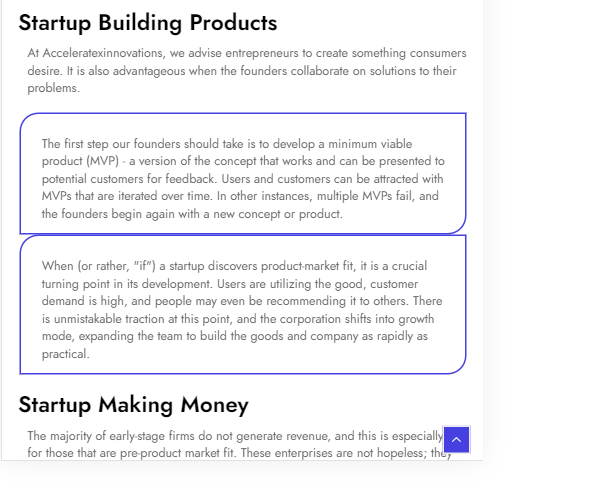 Startup Building Products
At Acceleratexinnovations, we advise entrepreneurs to create something consumers
desire. It is also advantageous when the founders collaborate on solutions to their
problems.
The first step our founders should take is to develop a minimum viable
product (MVP) - a version of the concept that works and can be presented to
potential customers for feedback. Users and customers can be attracted with
MVPs that are iterated over time. In other instances, multiple MVPs fail, and
the founders begin again with a new concept or product.
When (or rather, "if") a startup discovers product-market fit, it is a crucial
turning point in its development. Users are utilizing the good, customer
demand is high, and people may even be recommending it to others. There
is unmistakable traction at this point, and the corporation shifts into growth
mode, expanding the team to build the goods and company as rapidly as
practical.
Startup Making Money
The majority of early-stage firms do not generate revenue, and this is especially
for those that are pre-product market fit. These enterprises are not hopeless; they